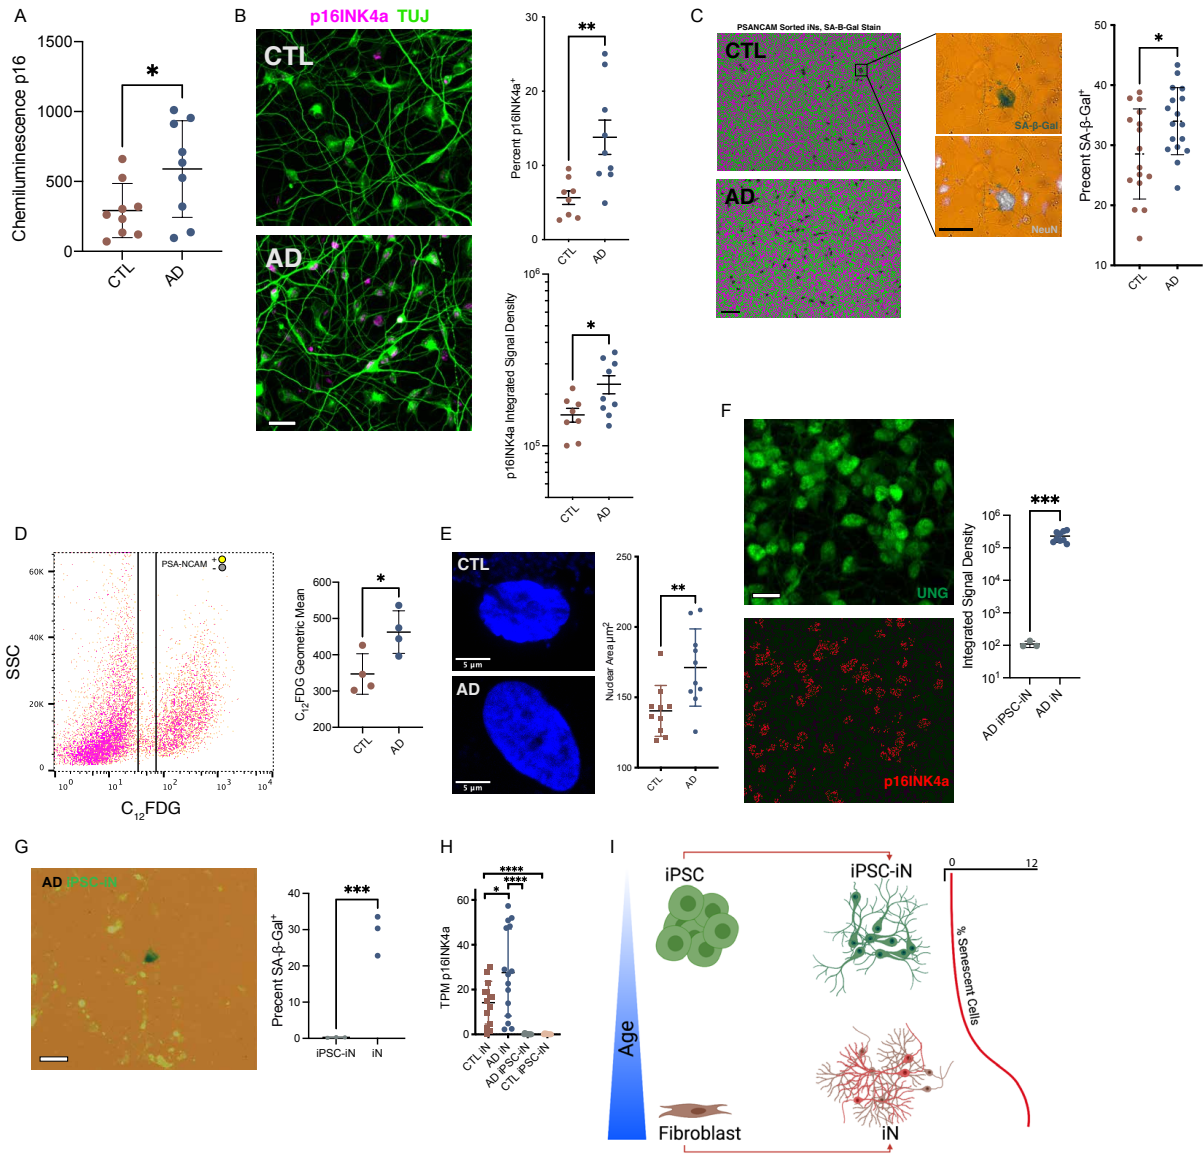 A
Chemiluminescence p16
1500
1000
500
0
*
CTL
AD
B
p16INK4a TUJ
CTL
AD
Percent p16INK4a+
30
20
10
0
**
CTL
AD
p16INK4a Integrated Signal Density
10^6
10^5
*
CTL
AD
C
PSANCAM Sorted iNs, SA-B-Gal Stain
CTL
AD
SA-β-Gal
NeuN
Precent SA-β-Gal+
50
40
30
20
10
*
CTL
AD
D
SSC
60K
40K
20K
0
PSA-NCAM + -
10^0 10^1 10^2 10^3 10^4
C12FDG
C12FDG Geometric Mean
600
500
400
300
200
*
CTL
AD
E
CTL
5 μm
AD
5 μm
Nuclear Area μm²
250
200
150
100
**
CTL
AD
F
UNG
p16INK4a
Integrated Signal Density
10^6
10^5
10^4
10^3
10^2
10^1
***
AD iPSC-iN
AD iN
G
AD iPSC-iN
Precent SA-β-Gal+
40
30
20
10
0
***
iPSC-iN
iN
H
TPM p16INK4a
60
40
20
0
****
****
*
CTL iN
AD iN
AD iPSC-iN
CTL iPSC-iN
I
Age
iPSC
iPSC-iN
0 12
% Senescent Cells
Fibroblast
iN